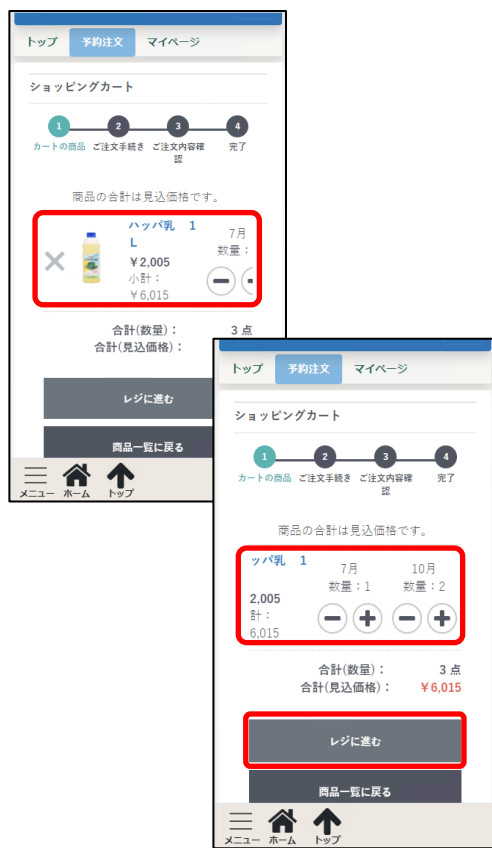 トップ 予約注文 マイページ
ショッピングカート
1 2 3 4
カートの商品 ご注文手続き ご注文内容確 完了
認
商品の合計は見込価格です。
ハッパ乳 1
L
7月
数量：
¥2,005
小計：
¥6,015
合計(数量)： 3 点
合計(見込価格)：
レジに進む
商品一覧に戻る
メニュー ホーム トップ
トップ 予約注文 マイページ
ショッピングカート
1 2 3 4
カートの商品 ご注文手続き ご注文内容確 完了
認
商品の合計は見込価格です。
ッパ乳 1
7月 10月
数量：1 数量：2
2,005
計：
6,015
合計(数量)： 3 点
合計(見込価格)： ¥6,015
レジに進む
商品一覧に戻る
メニュー ホーム トップ